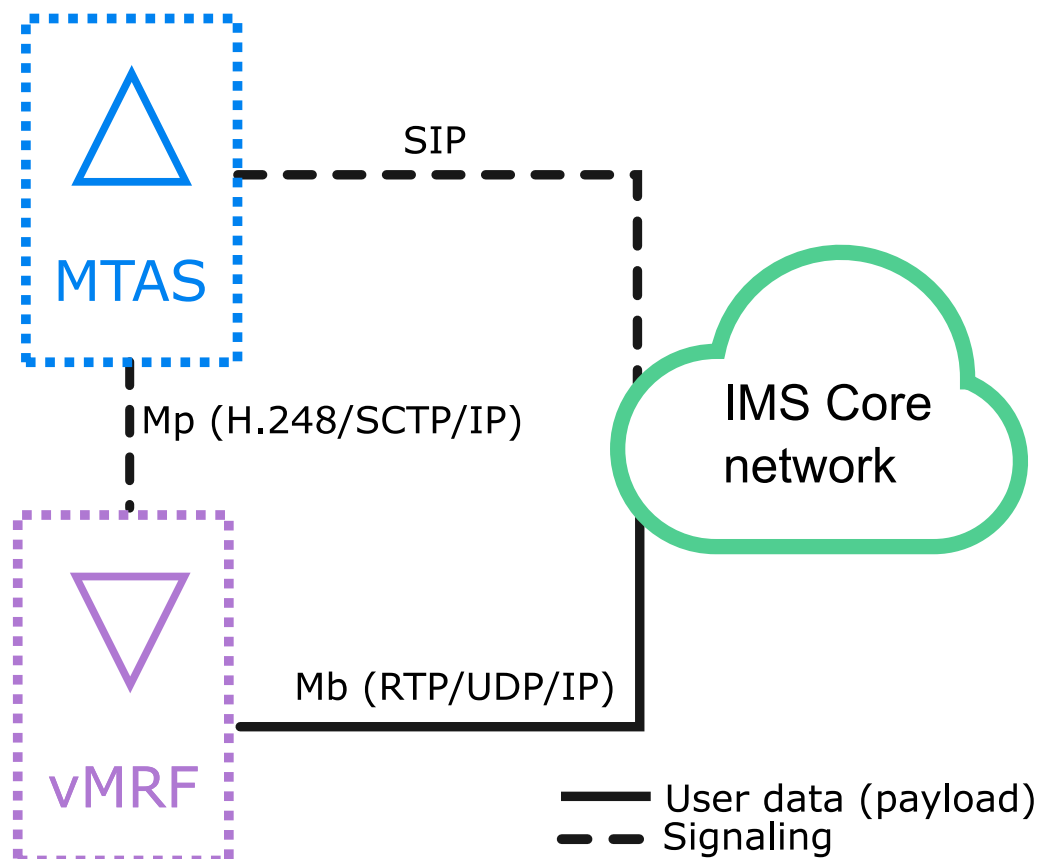 SIP
MTAS
Mp (H.248/SCTP/IP)
IMS Core
network
Mb (RTP/UDP/IP)
vMRF
User data (payload)
Signaling